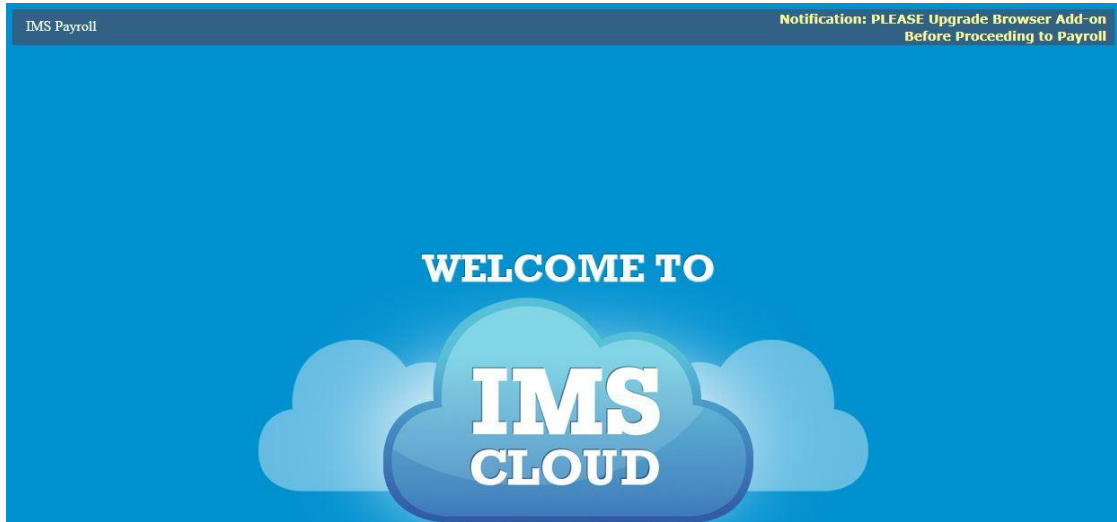 IMS Payroll
Notification: PLEASE Upgrade Browser Add-on
Before Proceeding to Payroll
WELCOME TO
IMS
CLOUD